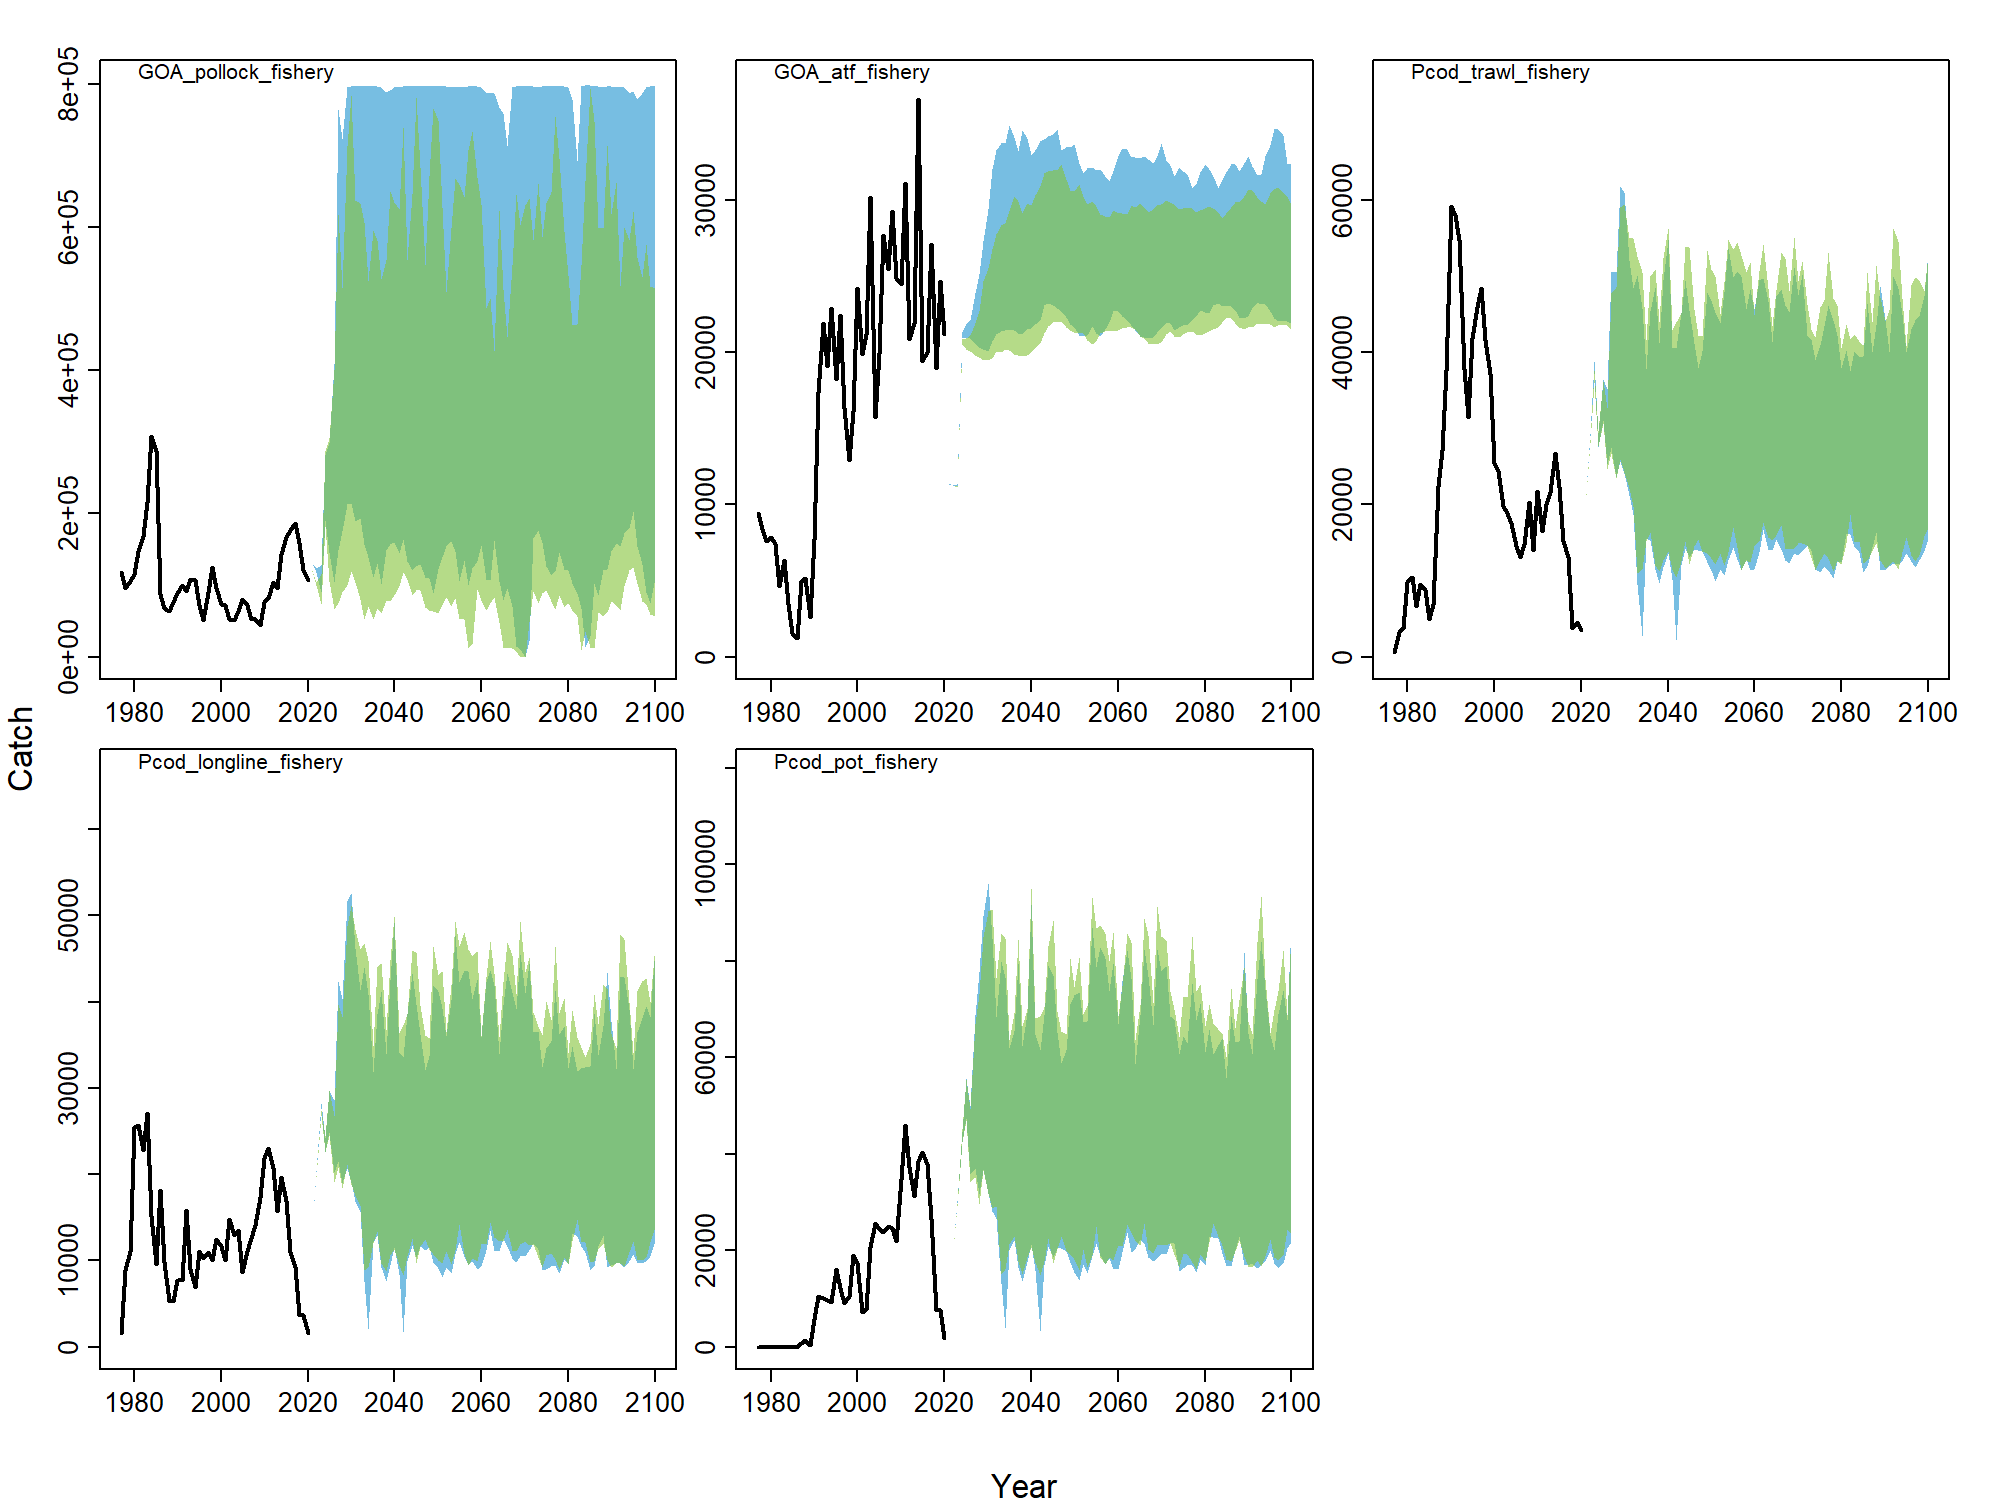 GOA_pollock_fishery
8e+05
6e+05
4e+05
2e+05
0e+00
1980 2000 2020 2040 2060 2080 2100
GOA_atf_fishery
30000
20000
10000
0
1980 2000 2020 2040 2060 2080 2100
Pcod_trawl_fishery
60000
40000
20000
0
1980 2000 2020 2040 2060 2080 2100
Catch
Pcod_longline_fishery
50000
30000
10000
0
1980 2000 2020 2040 2060 2080 2100
Pcod_pot_fishery
100000
60000
20000
0
1980 2000 2020 2040 2060 2080 2100
Year